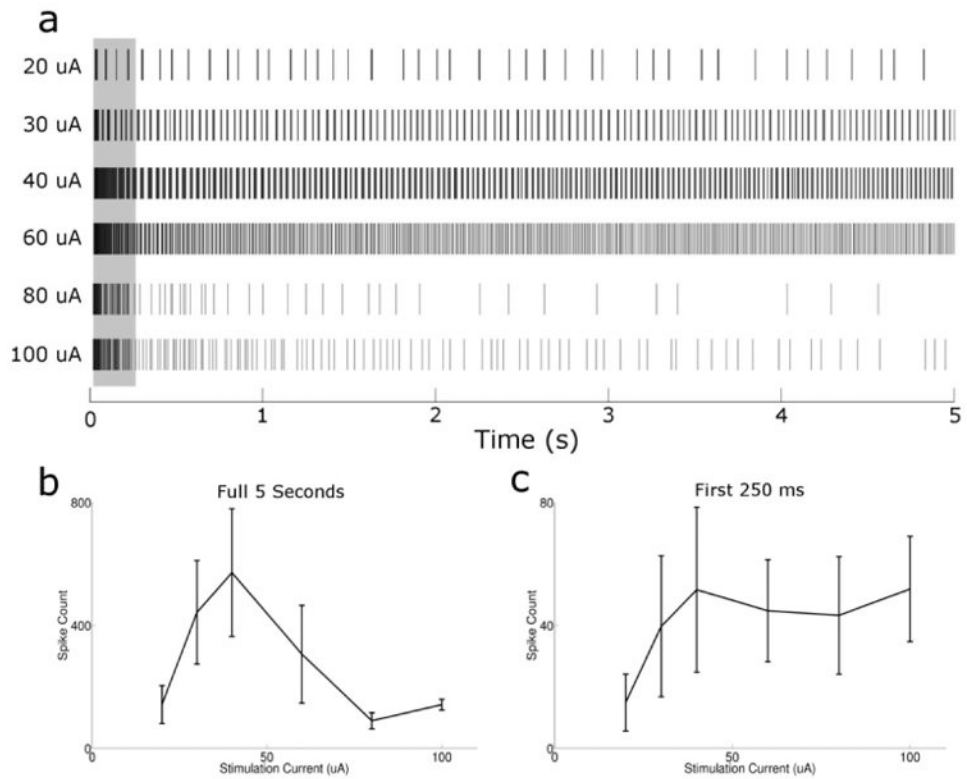 a
20 uA
30 uA
40 uA
60 uA
80 uA
100 uA
0 1 2 3 4 5
Time (s)
b
Full 5 Seconds
800
400
0
Spike Count
0 50 100
Stimulation Current (uA)
c
First 250 ms
80
40
0
Spike Count
0 50 100
Stimulation Current (uA)